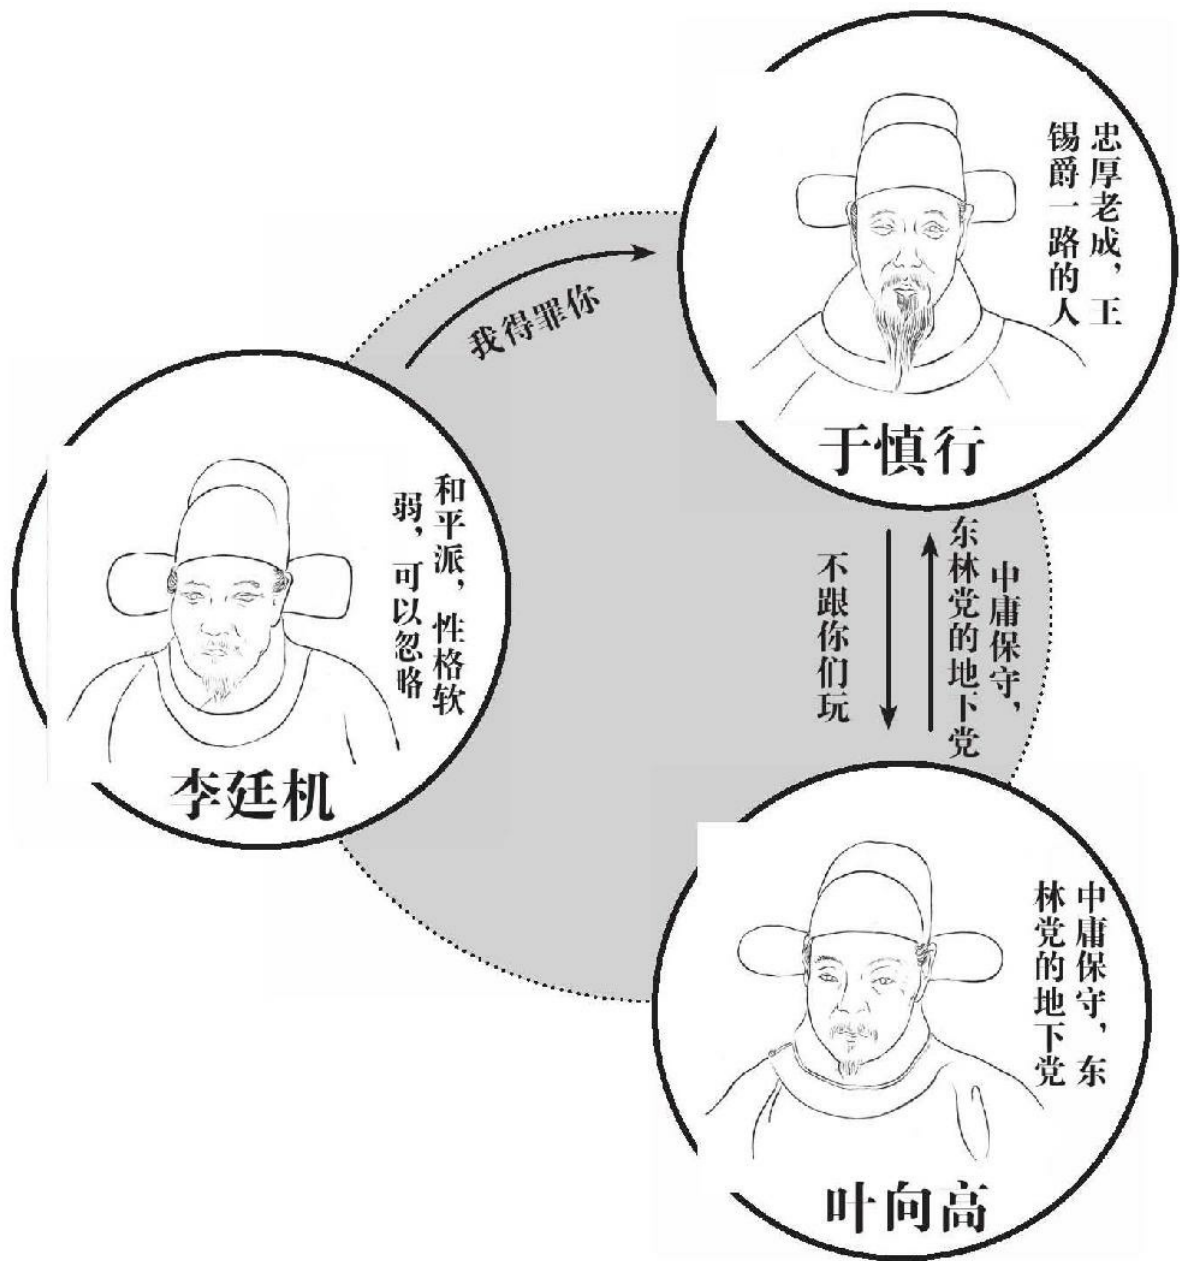 忠厚老成，王
锡爵一路的人
于慎行
我得罪你
和平派，性格软
弱，可以忽略
李廷机
中庸保守，
东林党的地下党
不跟你们玩
中庸保守，东
林党的地下党
叶向高